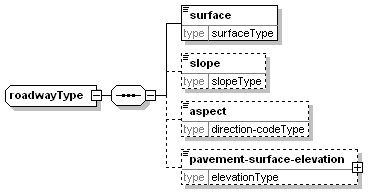 surface
type surfaceType
slope
type slopeType
roadwayType
aspect
type direction-codeType
pavement-surface-elevation
type elevationType